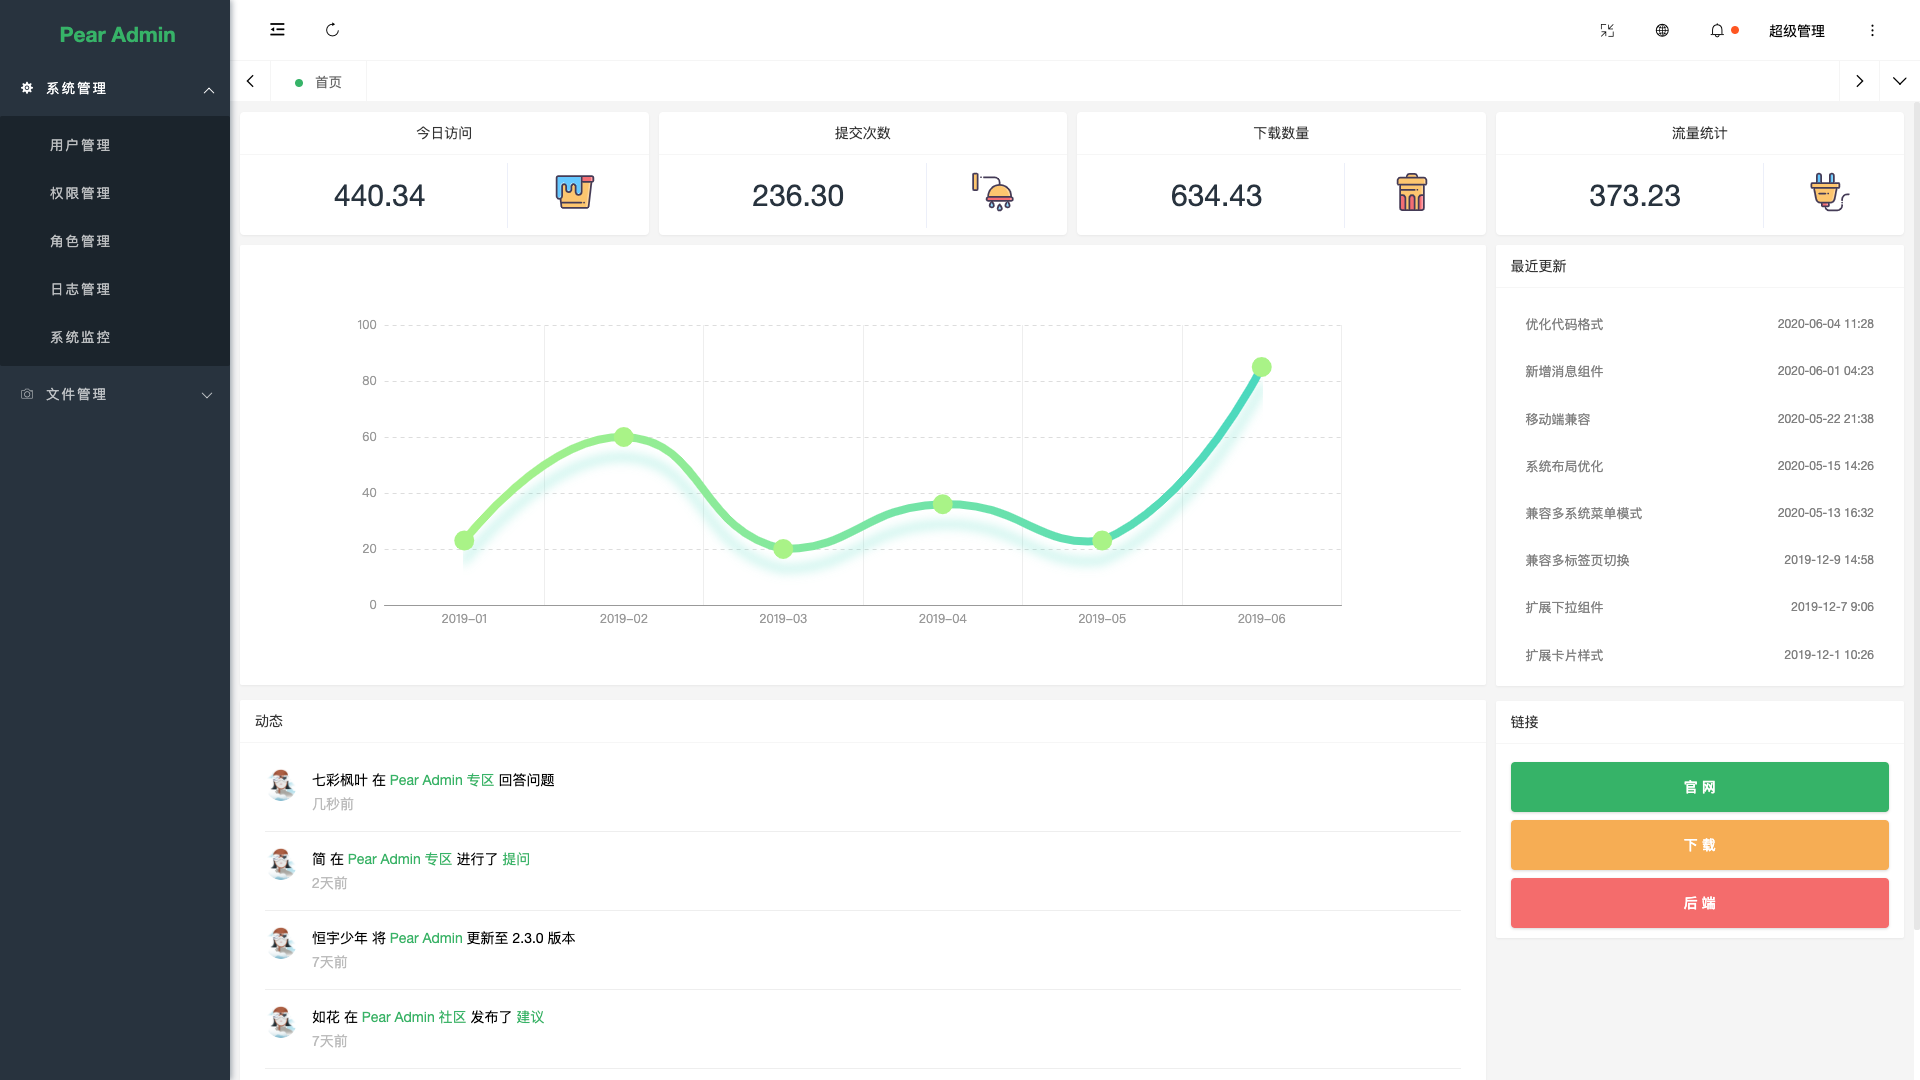 Pear Admin
系统管理
用户管理
权限管理
角色管理
日志管理
系统监控
文件管理
超级管理
首页
今日访问
440.34
提交次数
236.30
下载数量
634.43
流量统计
373.23
100
80
60
40
20
0
2019-01
2019-02
2019-03
2019-04
2019-05
2019-06
最近更新
优化代码格式 2020-06-04 11:28
新增消息组件 2020-06-01 04:23
移动端兼容 2020-05-22 21:38
系统布局优化 2020-05-15 14:26
兼容多系统菜单模式 2020-05-13 16:32
兼容多标签页切换 2019-12-9 14:58
扩展下拉组件 2019-12-7 9:06
扩展卡片样式 2019-12-1 10:26
动态
七彩枫叶 在 Pear Admin 专区 回答问题
几秒前
简 在 Pear Admin 专区 进行了 提问
2天前
恒宇少年 将 Pear Admin 更新至 2.3.0 版本
7天前
如花 在 Pear Admin 社区 发布了 建议
7天前
链接
官网
下载
后端